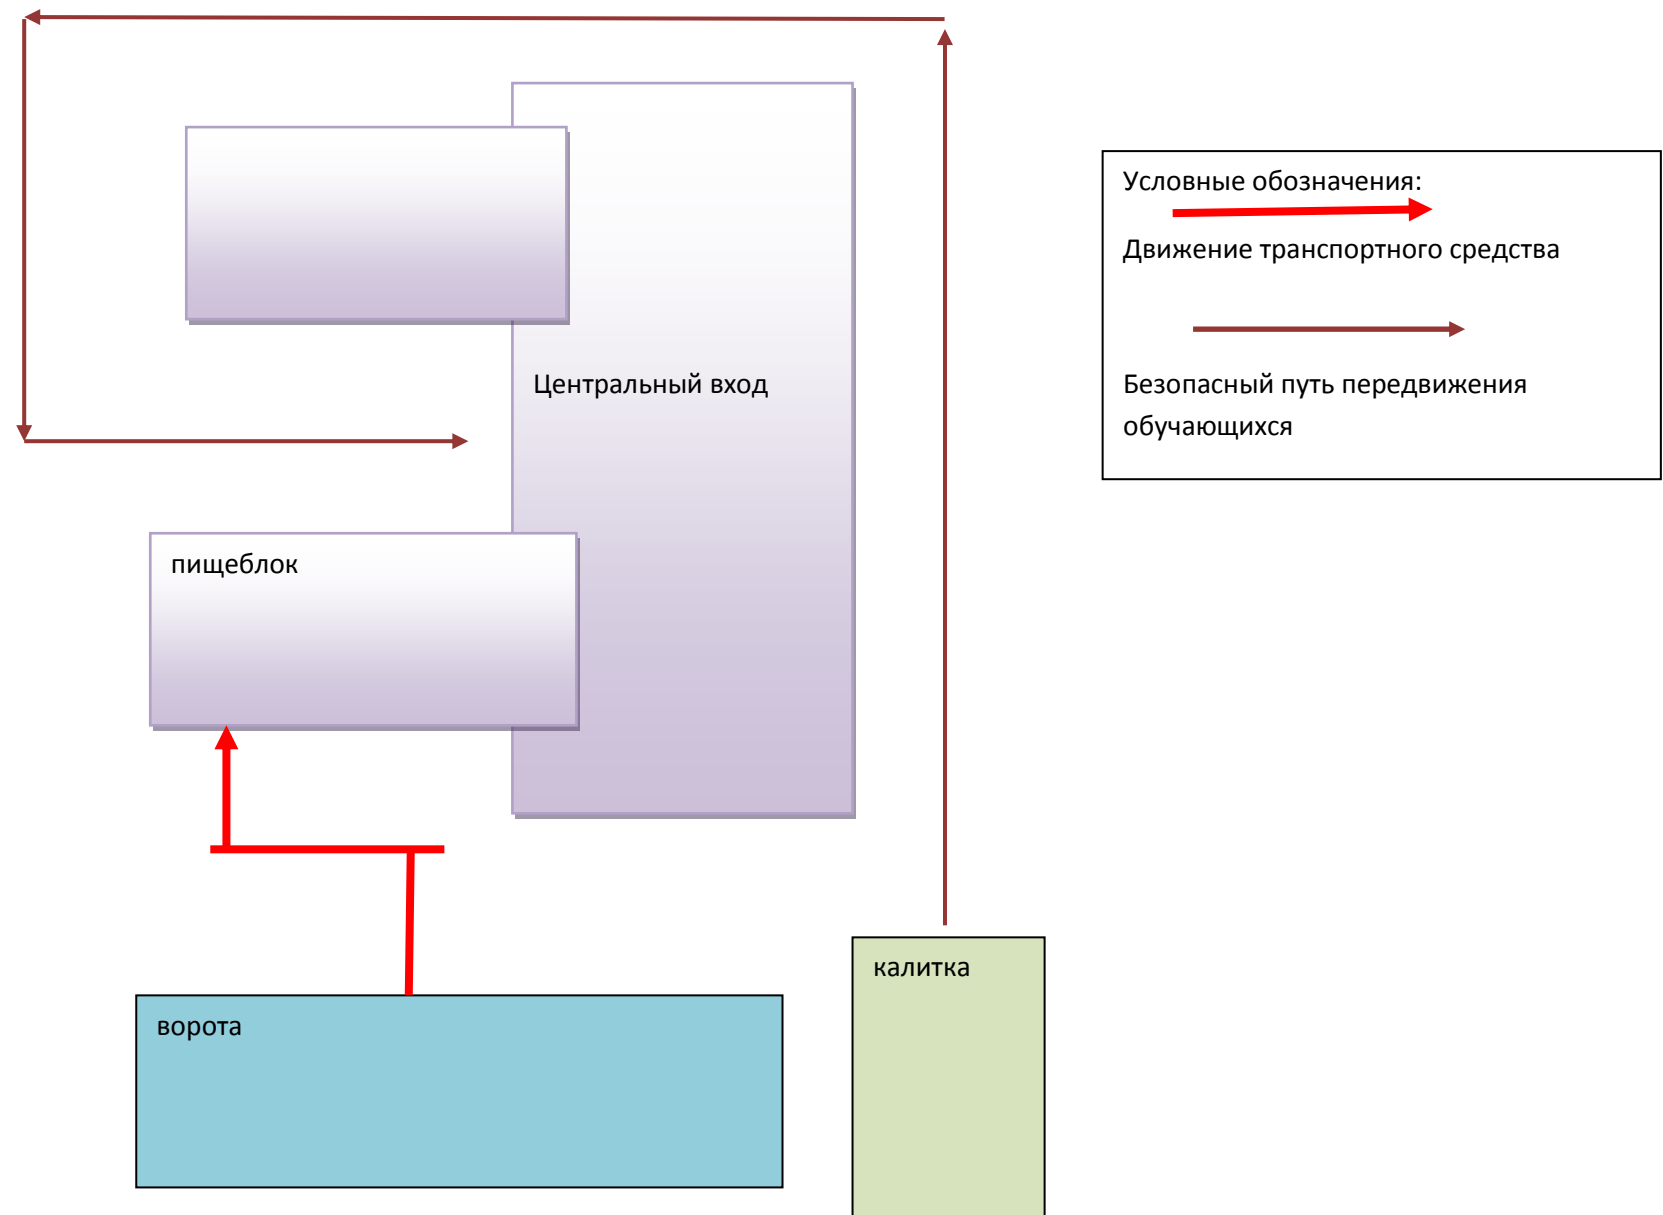 Условные обозначения:
Движение транспортного средства
Центральный вход
Безопасный путь передвижения
обучающихся
пищеблок
калитка
ворота